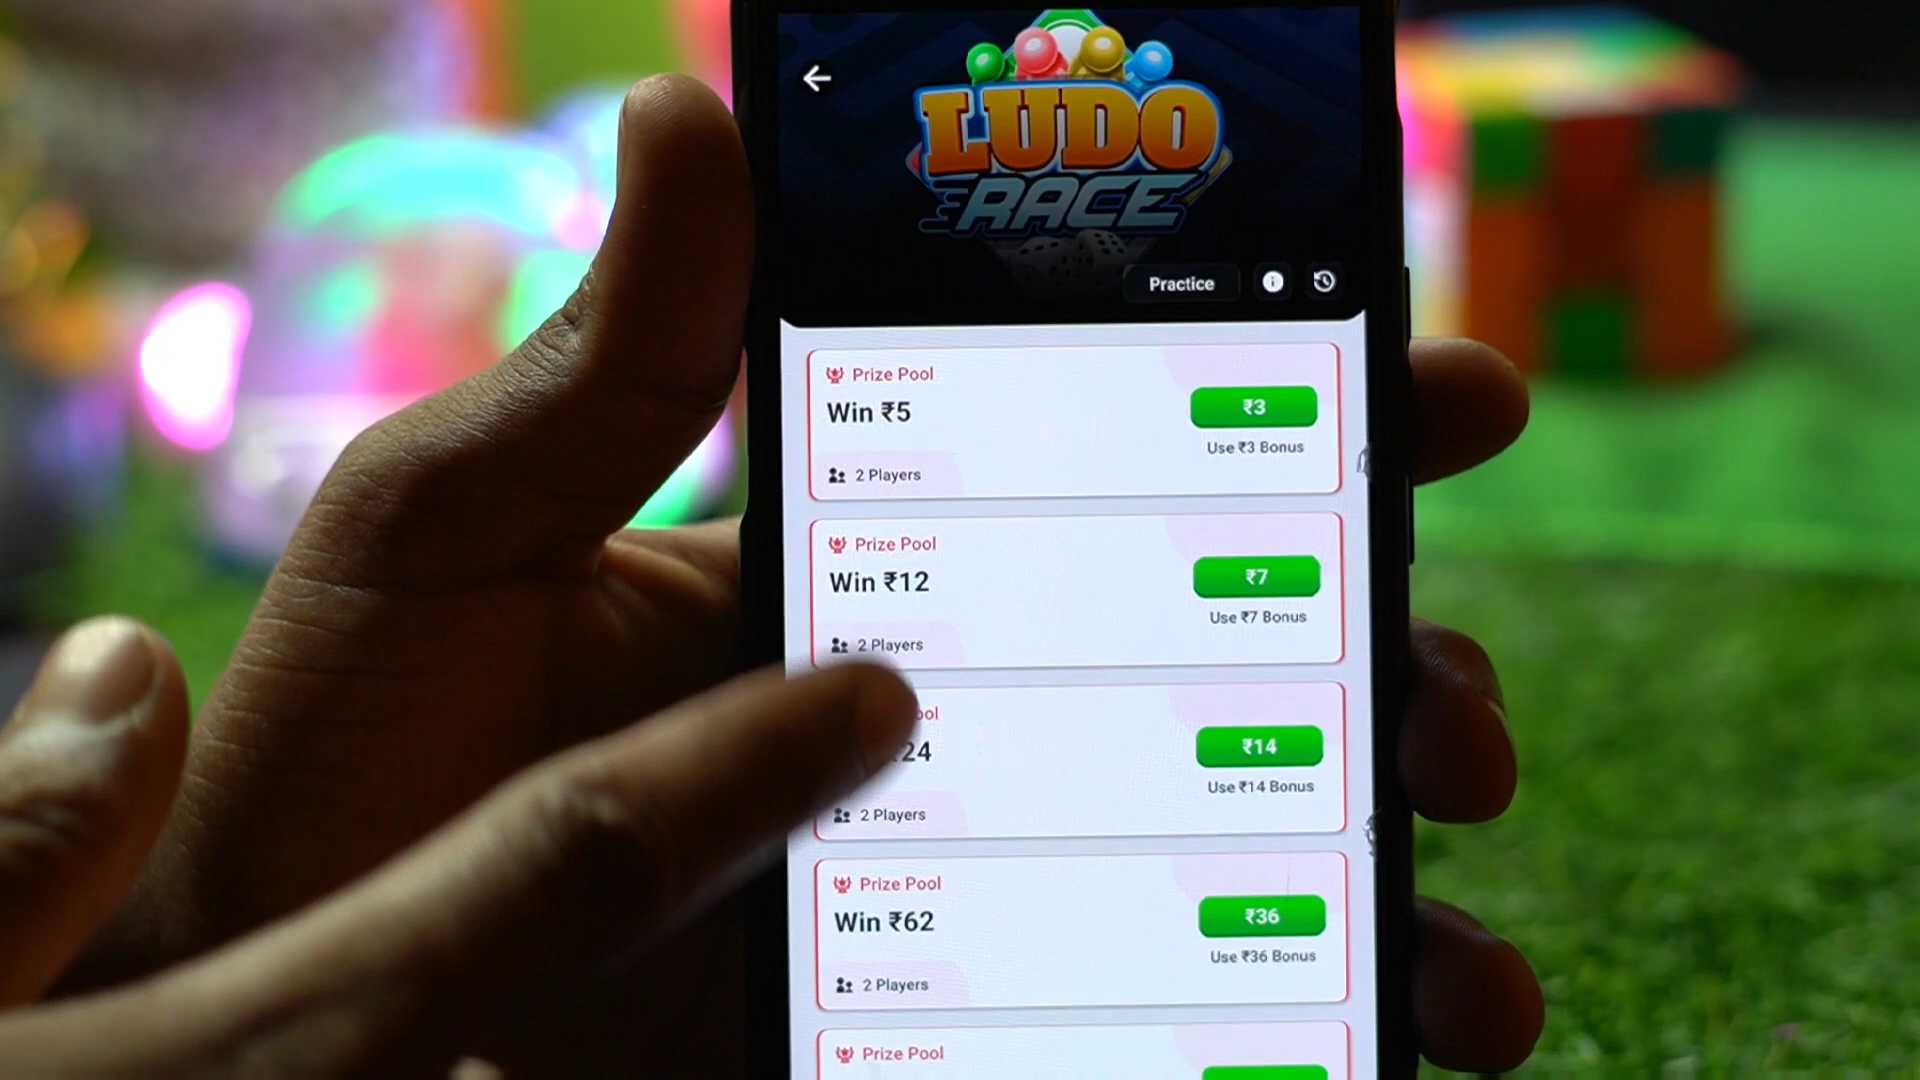 LUDO
RACE
Practice
Prize Pool
Win ₹5
₹3
Use ₹3 Bonus
2 Players
Prize Pool
Win ₹12
₹7
Use ₹7 Bonus
2 Players
24
₹14
Use ₹14 Bonus
2 Players
Prize Pool
Win ₹62
₹36
Use ₹36 Bonus
2 Players
Prize Pool